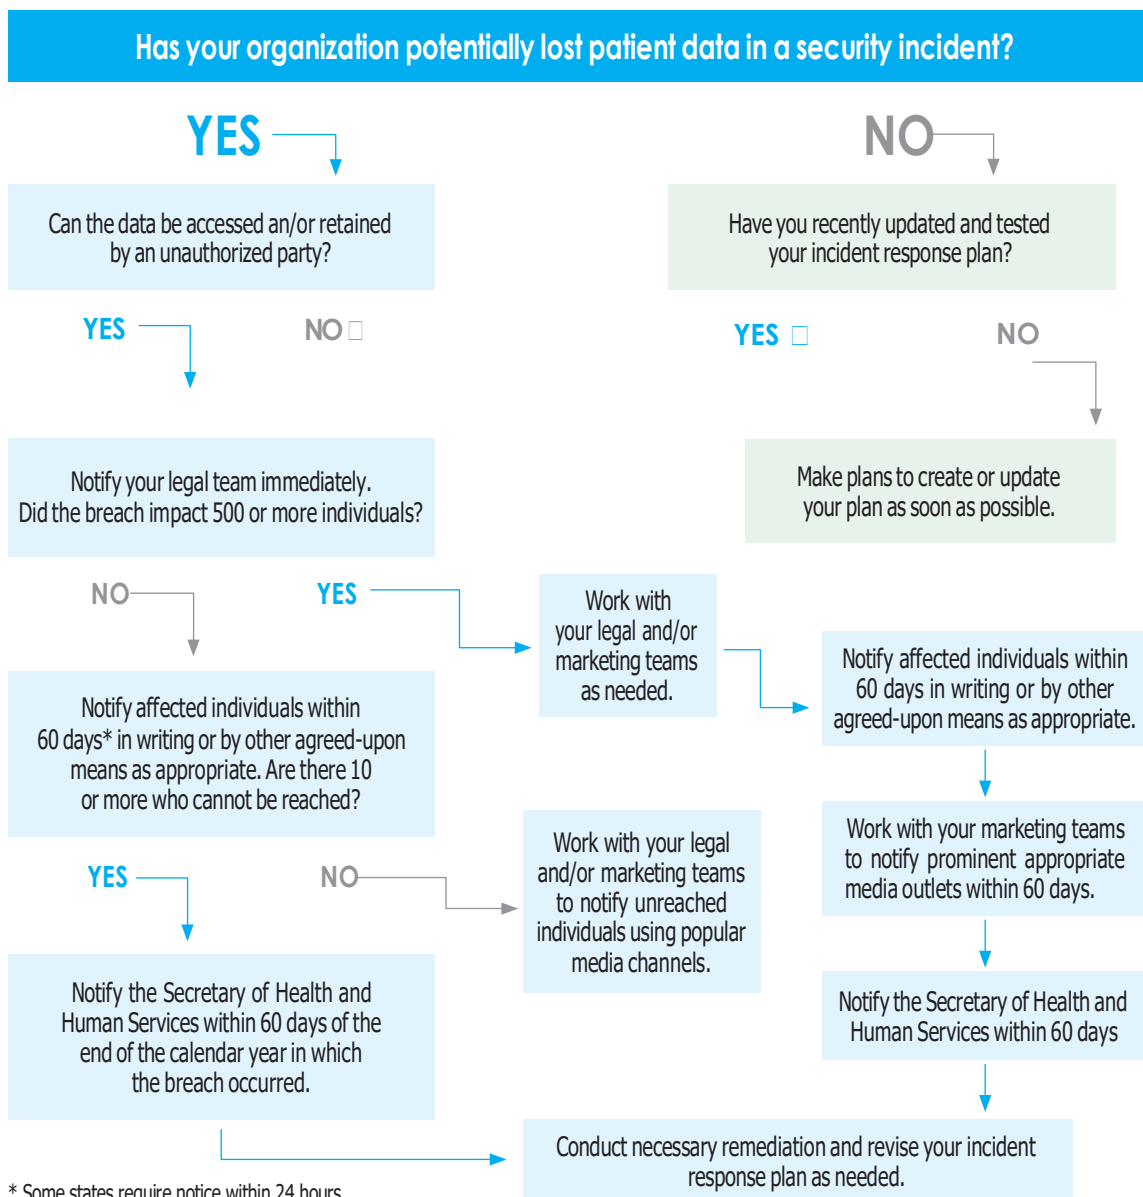 Has your organization potentially lost patient data in a security incident?
YES
NO
Can the data be accessed an/or retained
by an unauthorized party?
Have you recently updated and tested
your incident response plan?
YES
NO □
YES □
NO
Notify your legal team immediately.
Did the breach impact 500 or more individuals?
Make plans to create or update
your plan as soon as possible.
NO
YES
Work with
your legal and/or
marketing teams
as needed.
Notify affected individuals within
60 days in writing or by other
agreed-upon means as appropriate.
Notify affected individuals within
60 days* in writing or by other agreed-upon
means as appropriate. Are there 10
or more who cannot be reached?
Work with your legal
and/or marketing teams
to notify unreached
individuals using popular
media channels.
Work with your marketing teams
to notify prominent appropriate
media outlets within 60 days.
YES
NO
Notify the Secretary of Health and
Human Services within 60 days of the
end of the calendar year in which
the breach occurred.
Notify the Secretary of Health and
Human Services within 60 days
Conduct necessary remediation and revise your incident
response plan as needed.
* Some states require notice within 24 hours